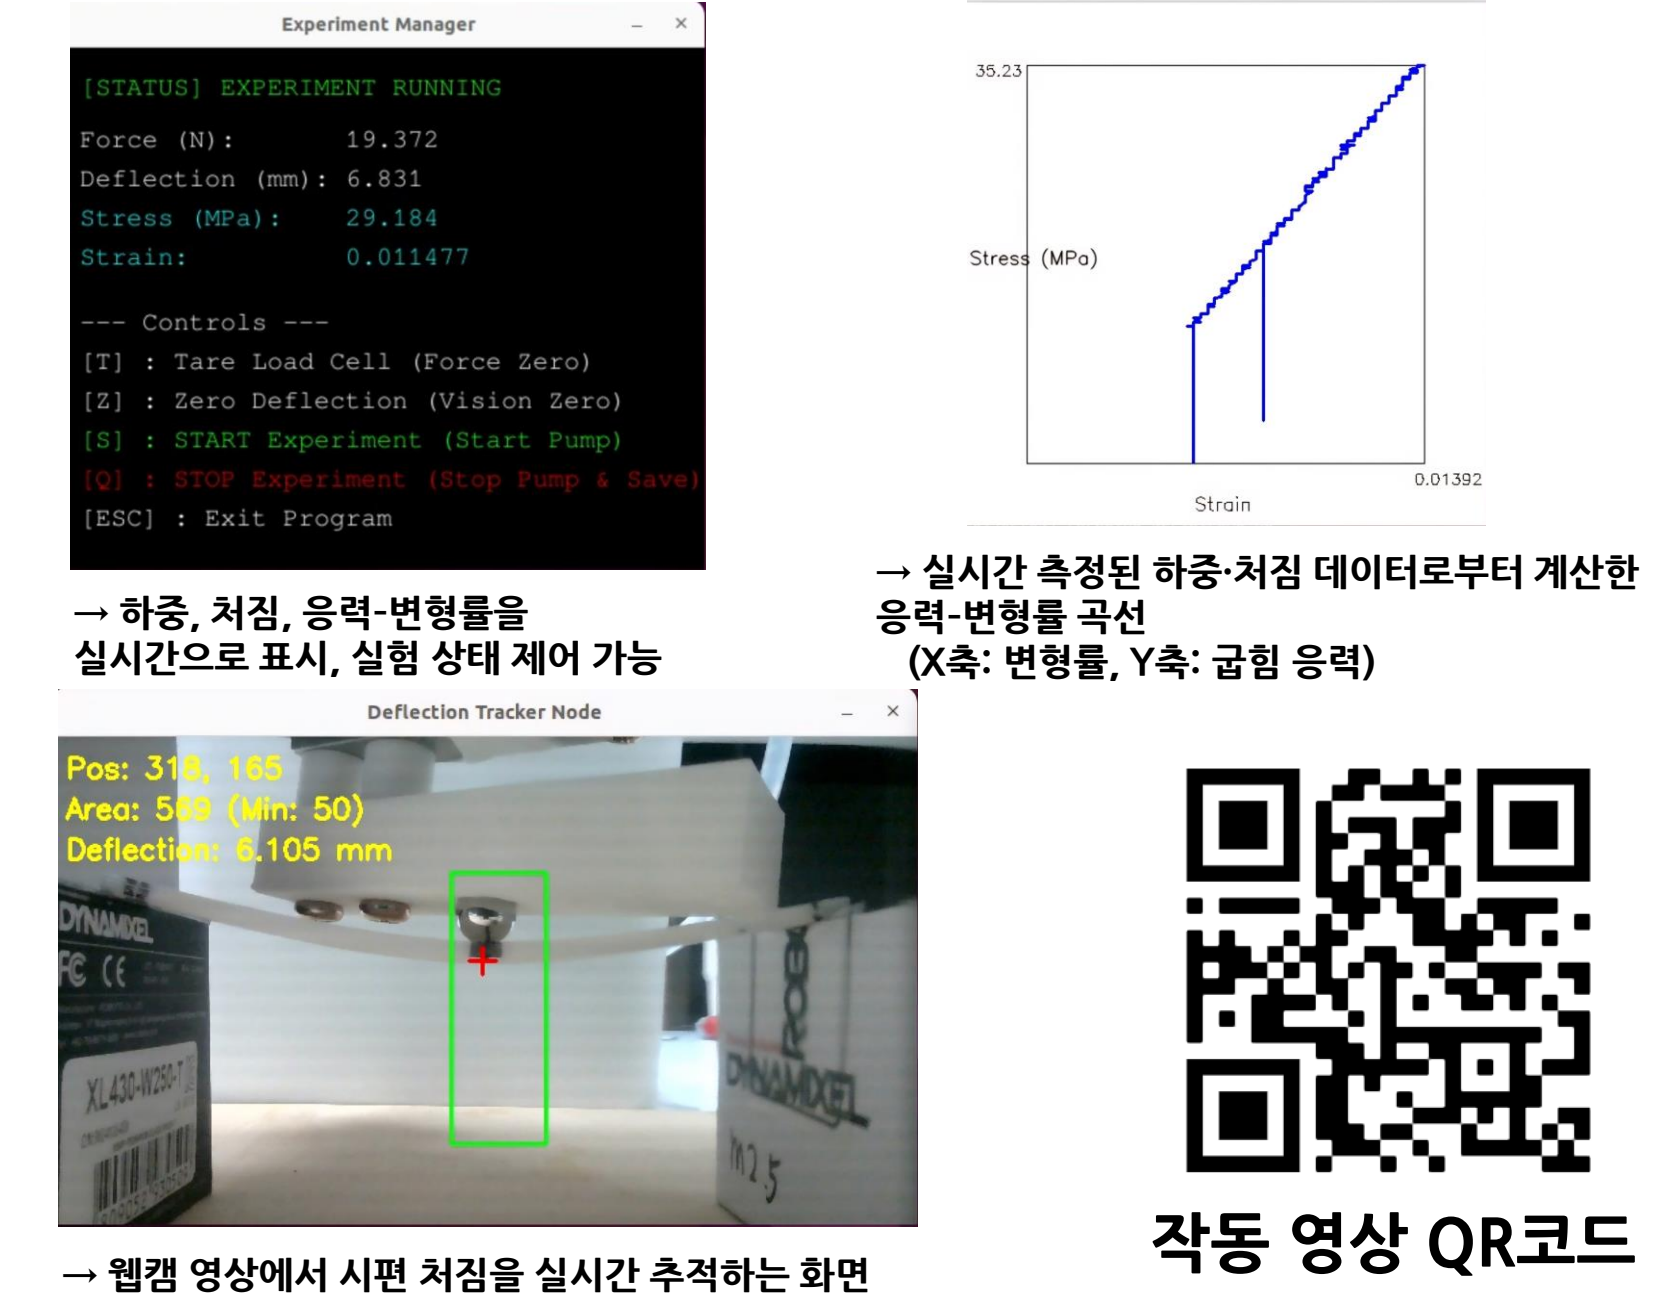 Experiment Manager
[STATUS] EXPERIMENT RUNNING
Force (N): 19.372
Deflection (mm): 6.831
Stress (MPa): 29.184
Strain: 0.011477
--- Controls ---
[T] : Tare Load Cell (Force Zero)
[Z] : Zero Deflection (Vision Zero)
[S] : START Experiment (Start Pump)
[Q] : STOP Experiment (Stop Pump & Save)
[ESC] : Exit Program
→ 하중, 처짐, 응력-변형률을
실시간으로 표시, 실험 상태 제어 가능
35.23
Stress (MPa)
0.01392
Strain
→ 실시간 측정된 하중·처짐 데이터로부터 계산한
응력-변형률 곡선
(X축: 변형률, Y축: 굽힘 응력)
Deflection Tracker Node
Pos: 318, 165
Area: 569 (Min: 50)
Deflection: 6.105 mm
DYNAMIXEL
FC CE
XL430-W250-T
DYNAMIXEL
m2.5
→ 웹캠 영상에서 시편 처짐을 실시간 추적하는 화면
작동 영상 QR코드